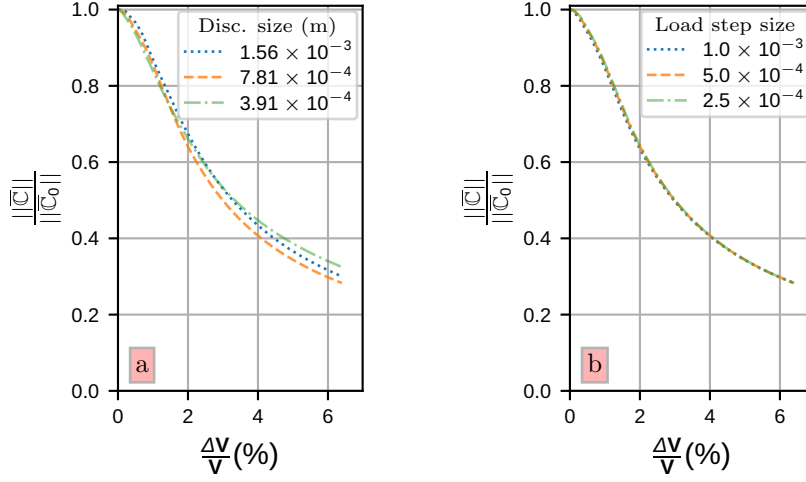 1.0
0.8
0.6
0.4
0.2
0.0
||ℂ̅||
||ℂ̅₀||
Disc. size (m)
1.56 × 10⁻³
7.81 × 10⁻⁴
3.91 × 10⁻⁴
a
0 2 4 6
ΔV/V (%)
1.0
0.8
0.6
0.4
0.2
0.0
||ℂ̅||
||ℂ̅₀||
Load step size
1.0 × 10⁻³
5.0 × 10⁻⁴
2.5 × 10⁻⁴
b
0 2 4 6
ΔV/V (%)